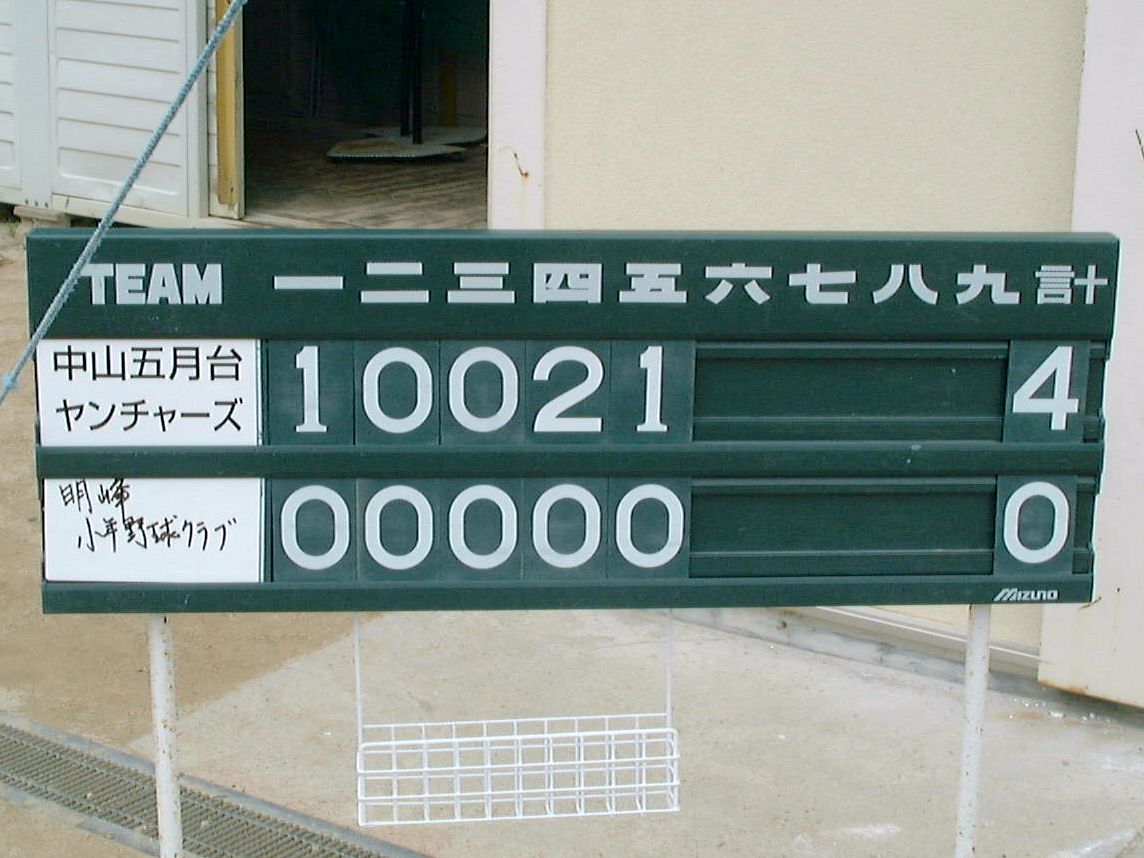 TEAM 一 二 三 四 五 六 七 八 九 計
中山五月台
ヤンチャーズ
1 0 0 2 1 4
明峰
少年野球クラブ
0 0 0 0 0 0
Mizuno